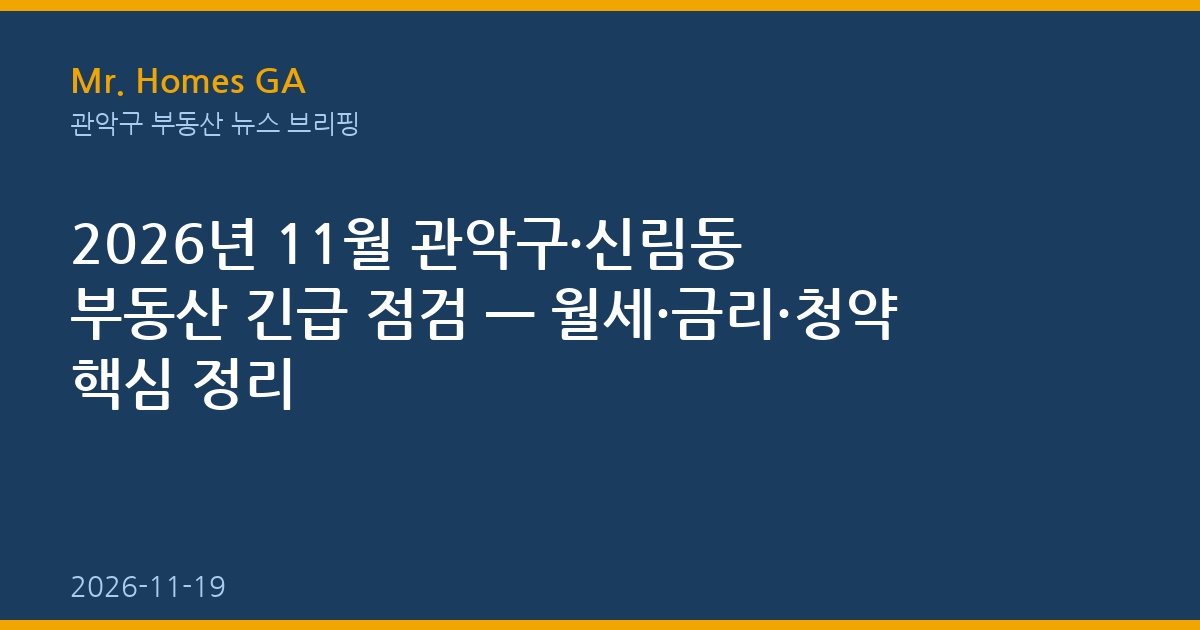 Mr. Homes GA
관악구 부동산 뉴스 브리핑
2026년 11월 관악구·신림동
부동산 긴급 점검 — 월세·금리·청약
핵심 정리
2026-11-19